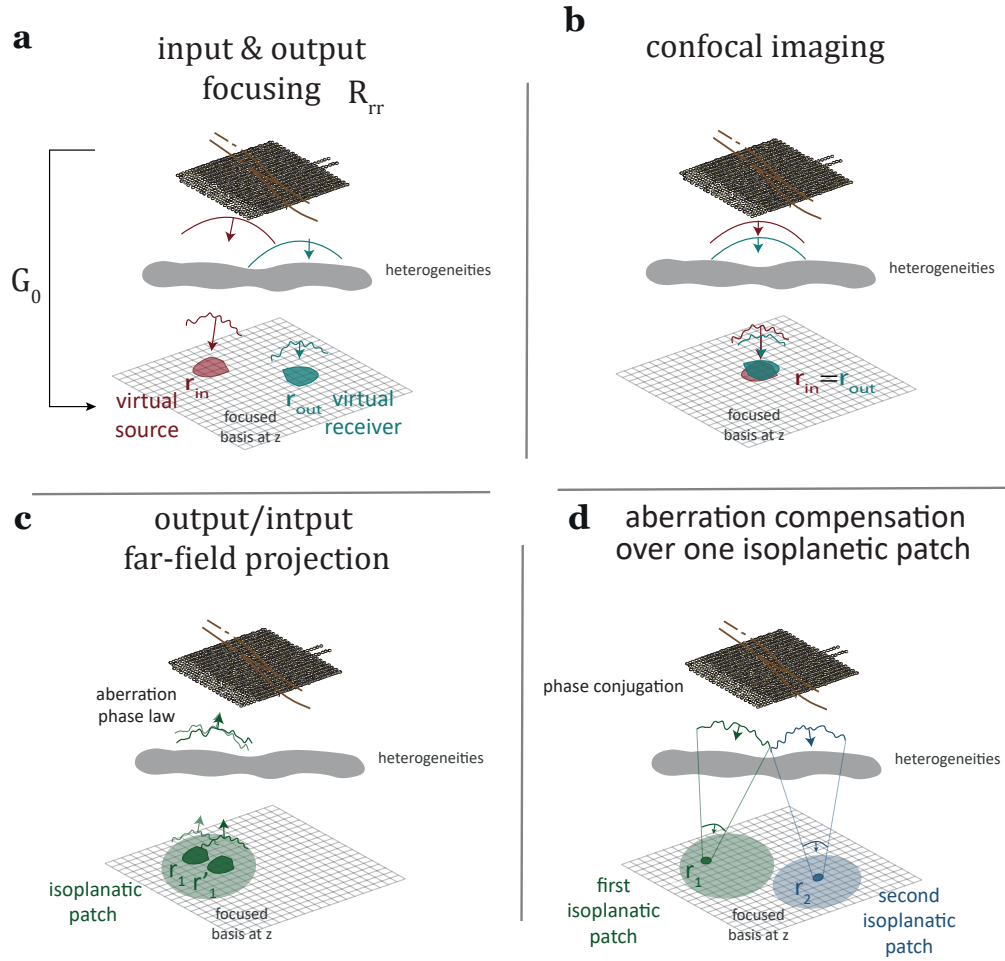 a
input & output
focusing R_rr
G_0
heterogeneities
r_in
virtual
source
r_out
virtual
receiver
focused
basis at z
b
confocal imaging
heterogeneities
r_in=r_out
focused
basis at z
c
output/intput
far-field projection
aberration
phase law
heterogeneities
r_1 r'_1
isoplanatic
patch
focused
basis at z
d
aberration compensation
over one isoplanetic patch
phase conjugation
heterogeneities
r_1
r_2
first
isoplanatic
patch
focused
basis at z
second
isoplanatic
patch